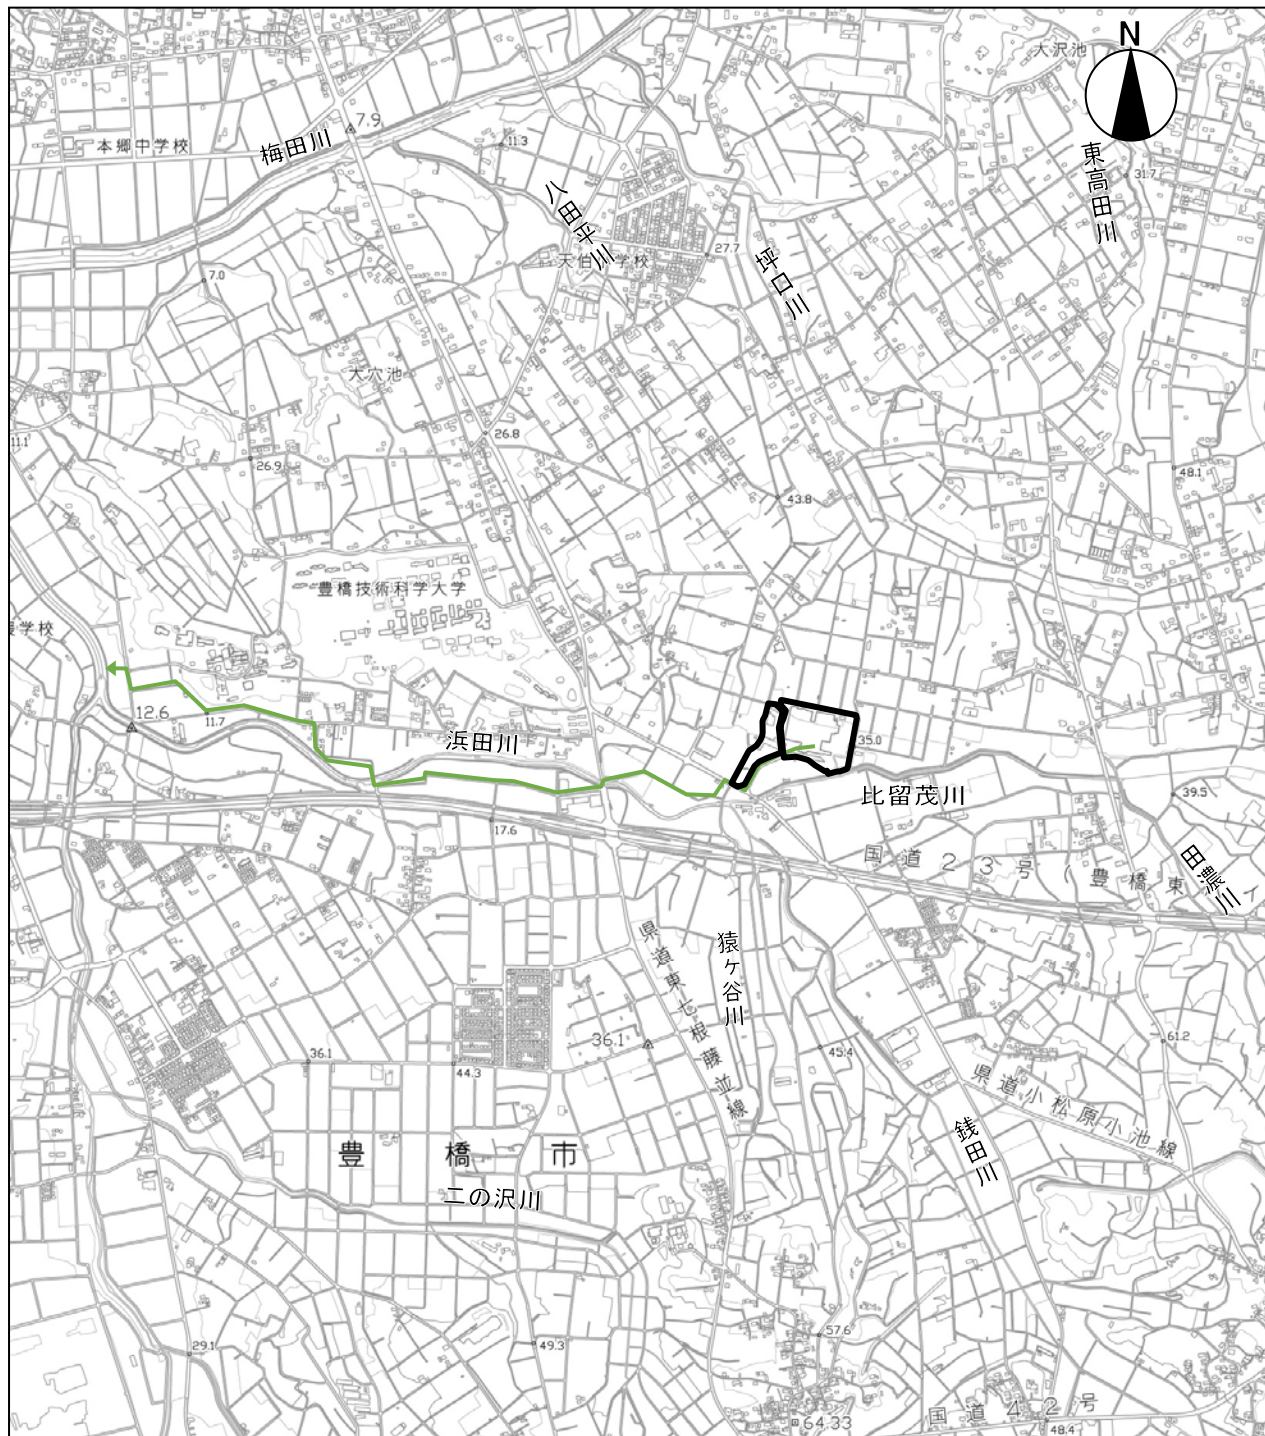 N
大沢池
7.9
本郷中学校
梅田川
11.3
東高田川
31.7
八田平川
27.7
天伯小学校
坪口川
7.0
大穴池
11.1
26.8
26.9
48.1
43.8
豊橋技術科学大学
学校
12.6
11.7
浜田川
35.0
比留茂川
39.5
17.6
国道23号(豊橋東
田濃川
猿ヶ谷川
県道東七根藤並線
36.1
36.1
44.3
45.4
61.2
県道小松原小池線
銭田川
豊橋市
二の沢川
29.1
49.3
57.6
64.33
国道42号
48.4